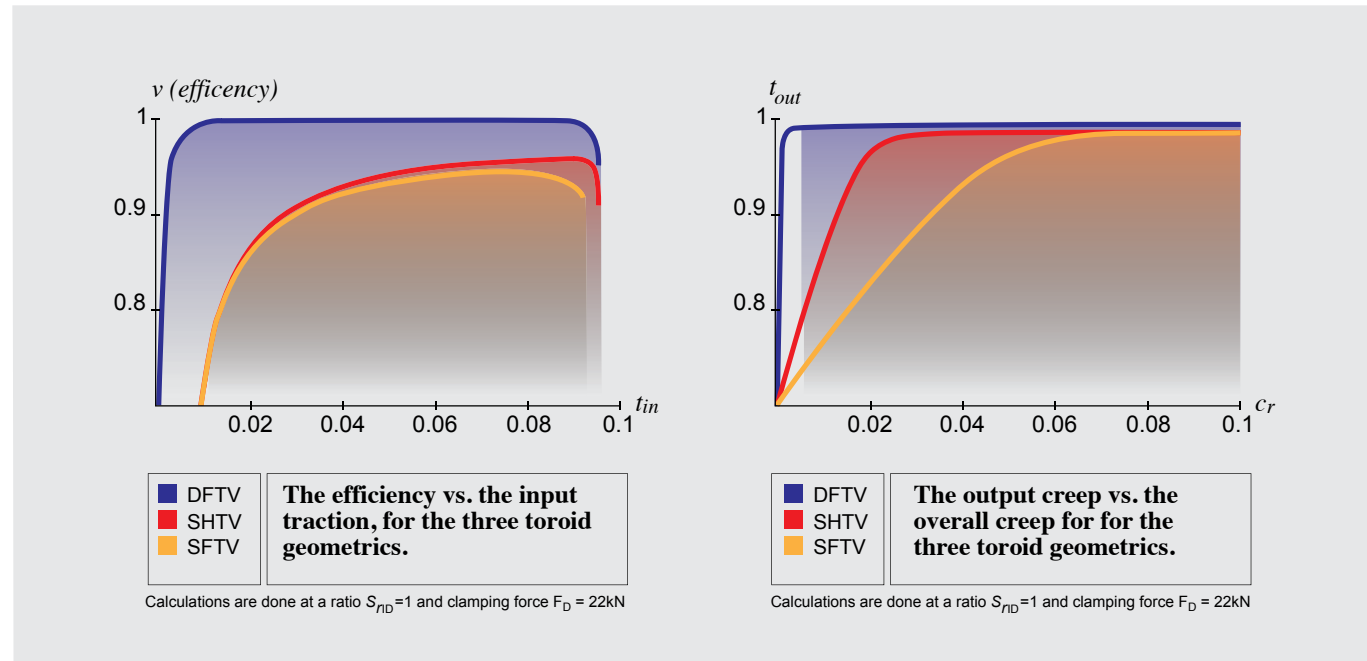 v (efficency)
1
0.9
0.8
0.02
0.04
0.06
0.08
0.1
t_in
DFTV
SHTV
SFTV
The efficiency vs. the input
traction, for the three toroid
geometrics.
Calculations are done at a ratio S_rID=1 and clamping force F_D = 22kN
t_out
1
0.9
0.8
0.02
0.04
0.06
0.08
0.1
c_r
DFTV
SHTV
SFTV
The output creep vs. the
overall creep for for the
three toroid geometrics.
Calculations are done at a ratio S_rID=1 and clamping force F_D = 22kN